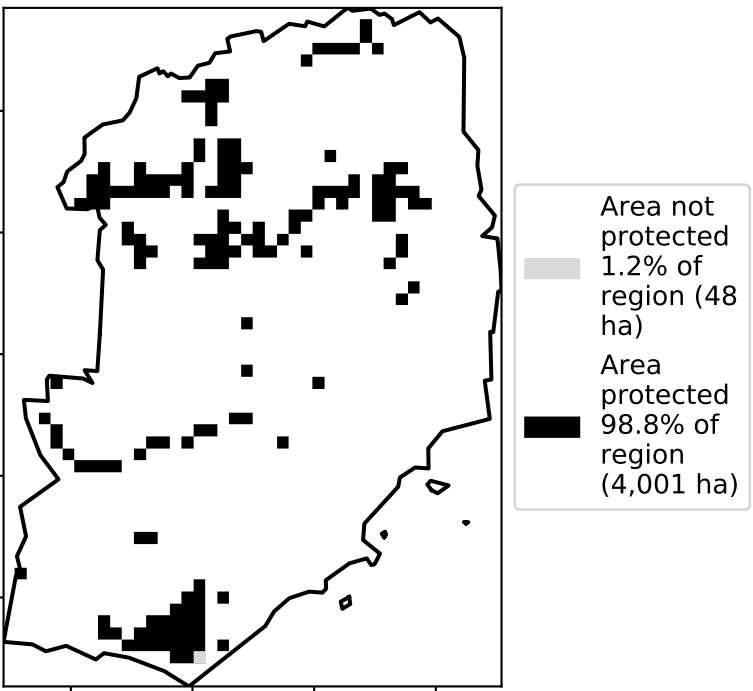 Area not
protected
1.2% of
region (48
ha)
Area
protected
98.8% of
region
(4,001 ha)